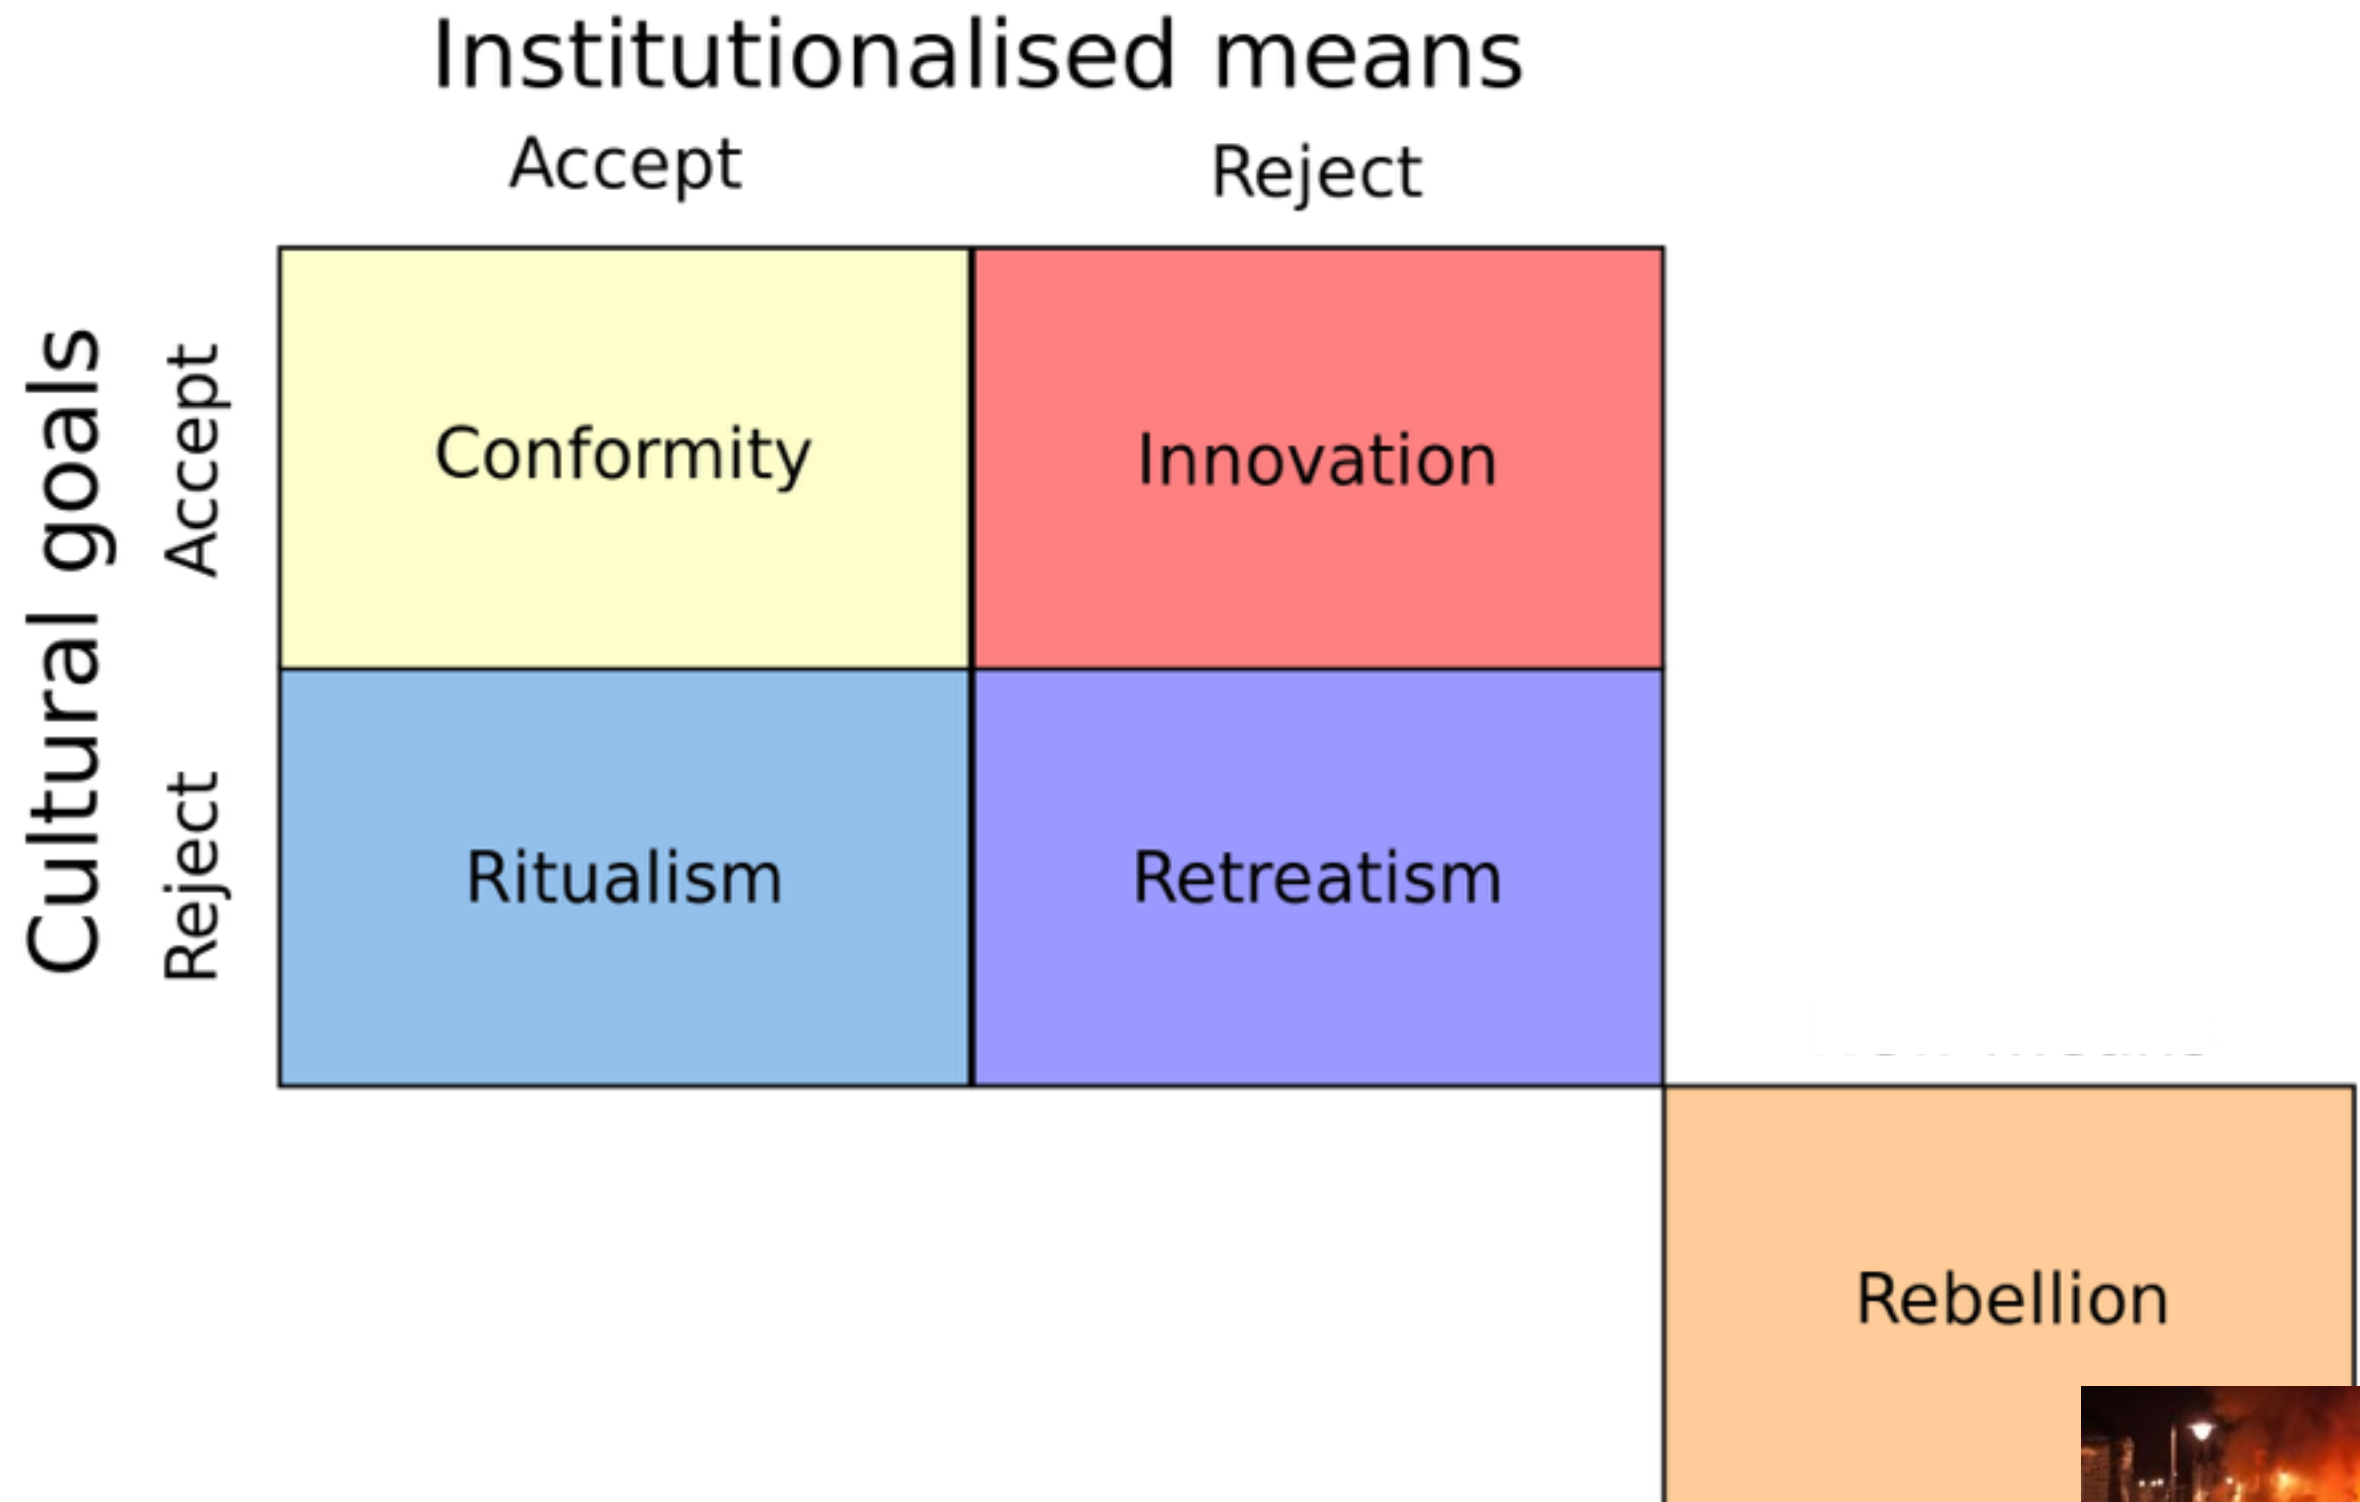 Institutionalised means
Accept
Reject
Cultural goals
Accept
Conformity
Innovation
Reject
Ritualism
Retreatism
Rebellion